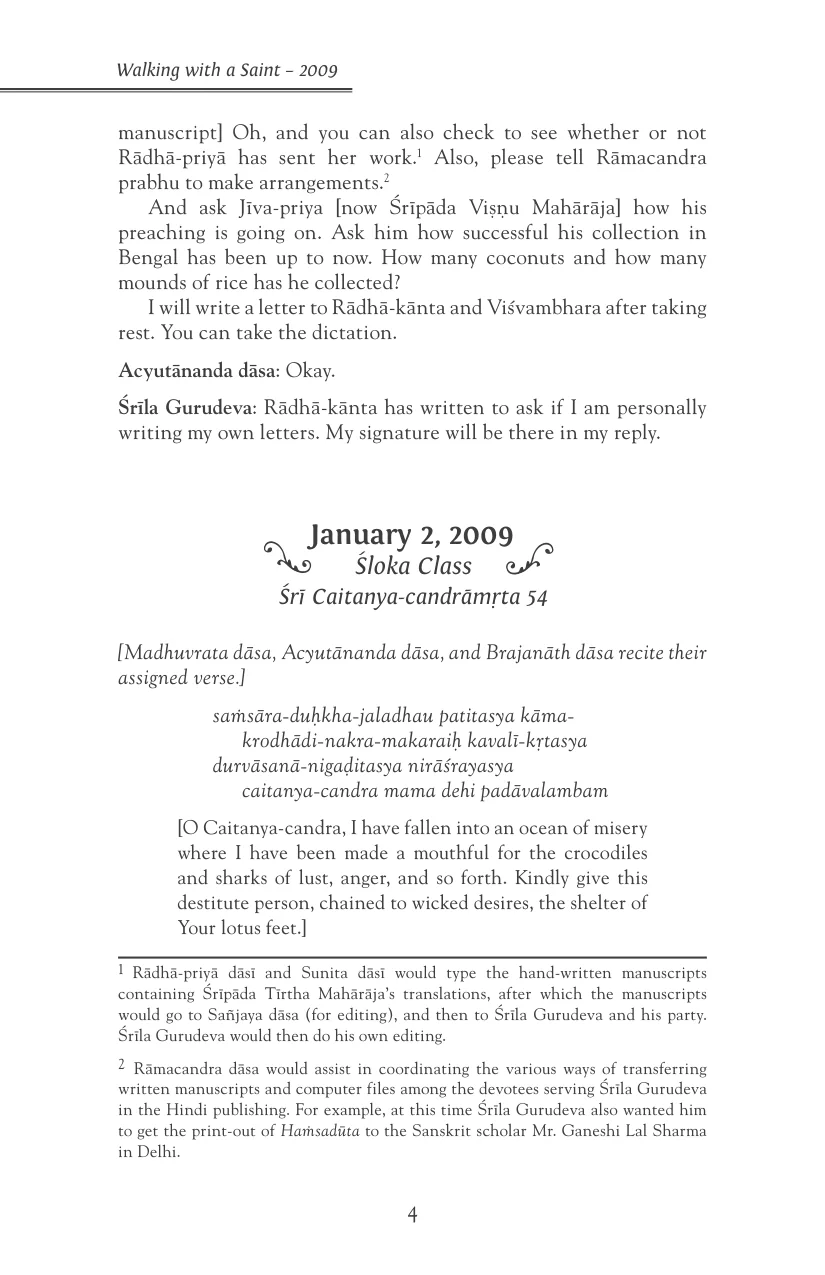 Walking with a Saint – 2009
manuscript] Oh, and you can also check to see whether or not
Rādhā-priyā has sent her work.1 Also, please tell Rāmacandra
prabhu to make arrangements.2
And ask Jīva-priya [now Śrīpāda Viṣṇu Mahārāja] how his
preaching is going on. Ask him how successful his collection in
Bengal has been up to now. How many coconuts and how many
mounds of rice has he collected?
I will write a letter to Rādhā-kānta and Viśvambhara after taking
rest. You can take the dictation.
Acyutānanda dāsa: Okay.
Śrīla Gurudeva: Rādhā-kānta has written to ask if I am personally
writing my own letters. My signature will be there in my reply.
January 2, 2009
Śloka Class
Śrī Caitanya-candrāmṛta 54
[Madhuvrata dāsa, Acyutānanda dāsa, and Brajanāth dāsa recite their
assigned verse.]
saṁsāra-duḥkha-jaladhau patitasya kāma-
krodhādi-nakra-makaraiḥ kavalī-kṛtasya
durvāsanā-nigaḍitasya nirāśrayasya
caitanya-candra mama dehi padāvalambam
[O Caitanya-candra, I have fallen into an ocean of misery
where I have been made a mouthful for the crocodiles
and sharks of lust, anger, and so forth. Kindly give this
destitute person, chained to wicked desires, the shelter of
Your lotus feet.]
1 Rādhā-priyā dāsī and Sunita dāsī would type the hand-written manuscripts
containing Śrīpāda Tīrtha Mahārāja's translations, after which the manuscripts
would go to Sañjaya dāsa (for editing), and then to Śrīla Gurudeva and his party.
Śrīla Gurudeva would then do his own editing.
2 Rāmacandra dāsa would assist in coordinating the various ways of transferring
written manuscripts and computer files among the devotees serving Śrīla Gurudeva
in the Hindi publishing. For example, at this time Śrīla Gurudeva also wanted him
to get the print-out of Haṁsadūta to the Sanskrit scholar Mr. Ganeshi Lal Sharma
in Delhi.
4